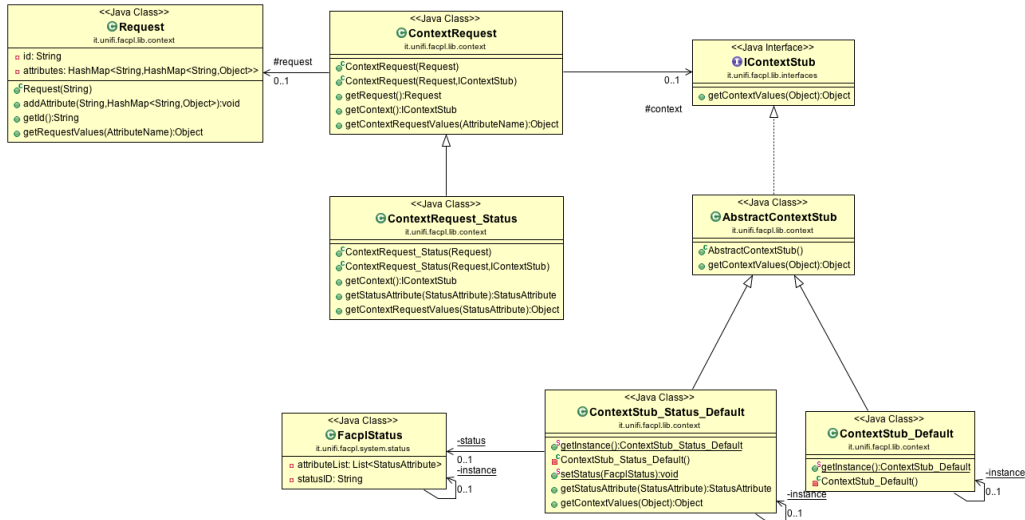 <<Java Class>>
Request
it.unifi.facpl.lib.context
id: String
attributes: HashMap<String,HashMap<String,Object>>
Request(String)
addAttribute(String,HashMap<String,Object>):void
getId():String
getRequestValues(AttributeName):Object
#request
0..1
<<Java Class>>
ContextRequest
it.unifi.facpl.lib.context
ContextRequest(Request)
ContextRequest(Request,IContextStub)
getRequest():Request
getContext():IContextStub
getContextRequestValues(AttributeName):Object
0..1
#context
<<Java Interface>>
IContextStub
it.unifi.facpl.lib.interfaces
getContextValues(Object):Object
<<Java Class>>
ContextRequest_Status
it.unifi.facpl.lib.context
ContextRequest_Status(Request)
ContextRequest_Status(Request,IContextStub)
getContext():IContextStub
getStatusAttribute(StatusAttribute):StatusAttribute
getContextRequestValues(StatusAttribute):Object
<<Java Class>>
AbstractContextStub
it.unifi.facpl.lib.context
AbstractContextStub()
getContextValues(Object):Object
<<Java Class>>
FacplStatus
it.unifi.facpl.system.status
attributeList: List<StatusAttribute>
statusID: String
-status
0..1
-instance
0..1
<<Java Class>>
ContextStub_Status_Default
it.unifi.facpl.lib.context
getInstance():ContextStub_Status_Default
ContextStub_Status_Default()
setStatus(FacplStatus):void
getStatusAttribute(StatusAttribute):StatusAttribute
getContextValues(Object):Object
-instance
0..1
<<Java Class>>
ContextStub_Default
it.unifi.facpl.lib.context
getInstance():ContextStub_Default
ContextStub_Default()
-instance
0..1